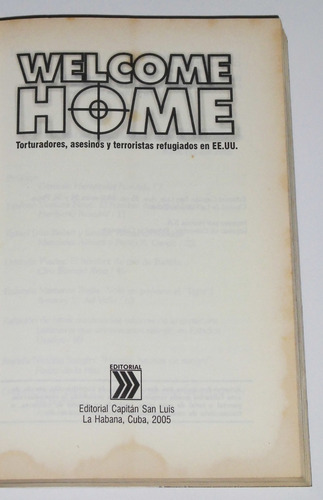 WELCOME
HOME
Torturadores, asesinos y terroristas refugiados en EE.UU.
EDITORIAL
Editorial Capitán San Luis
La Habana, Cuba, 2005